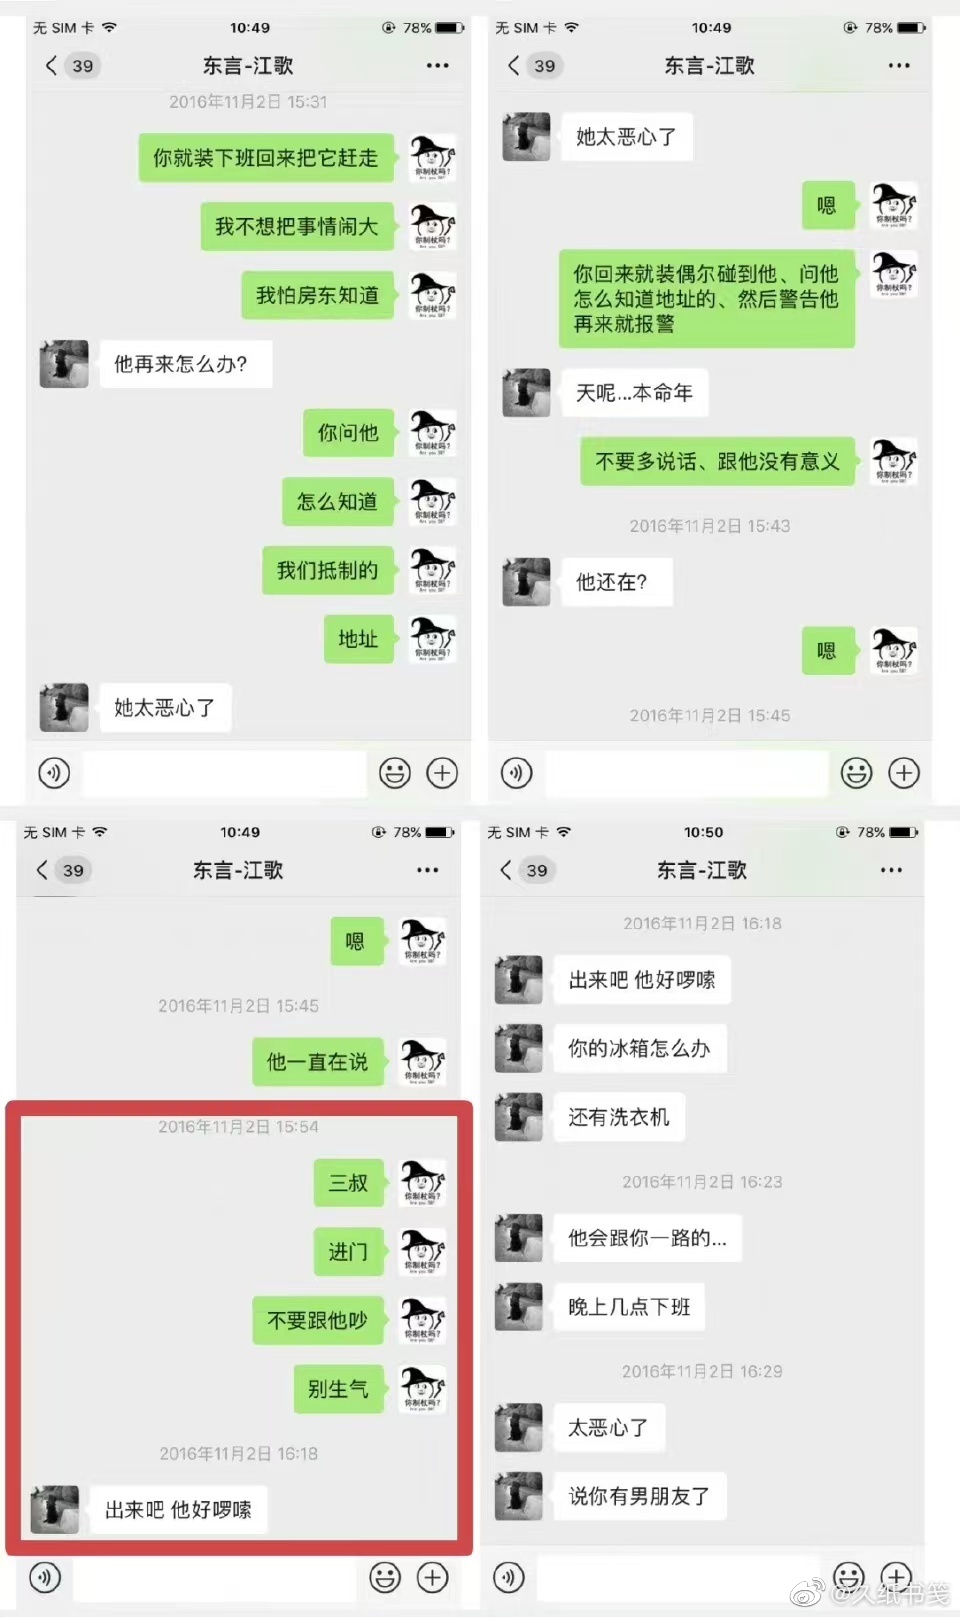 无 SIM 卡
10:49
78%
39
东言-江歌
2016年11月2日 15:31
你就装下班回来把它赶走
我不想把事情闹大
我怕房东知道
他再来怎么办?
你问他
怎么知道
我们抵制的
地址
她太恶心了
无 SIM 卡
10:49
78%
39
东言-江歌
她太恶心了
嗯
你回来就装偶尔碰到他、问他
怎么知道地址的、然后警告他
再来就报警
天呢...本命年
不要多说话、跟他没有意义
2016年11月2日 15:43
他还在?
嗯
2016年11月2日 15:45
无 SIM 卡
10:49
78%
39
东言-江歌
嗯
2016年11月2日 15:45
他一直在说
2016年11月2日 15:54
三叔
进门
不要跟他吵
别生气
2016年11月2日 16:18
出来吧 他好啰嗦
无 SIM 卡
10:50
78%
39
东言-江歌
2016年11月2日 16:18
出来吧 他好啰嗦
你的冰箱怎么办
还有洗衣机
2016年11月2日 16:23
他会跟你一路的...
晚上几点下班
2016年11月2日 16:29
太恶心了
说你有男朋友了
@久纸书笺